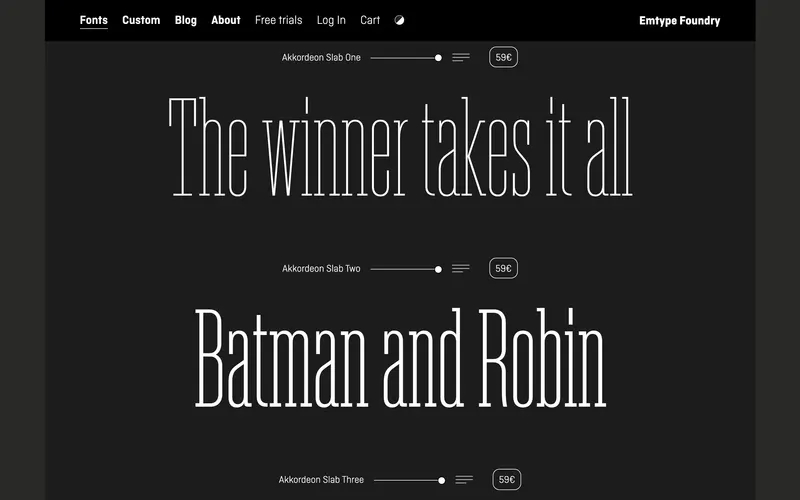 Fonts Custom Blog About Free trials Log In Cart Emtype Foundry
Akkordeon Slab One 59€
The winner takes it all
Akkordeon Slab Two 59€
Batman and Robin
Akkordeon Slab Three 59€